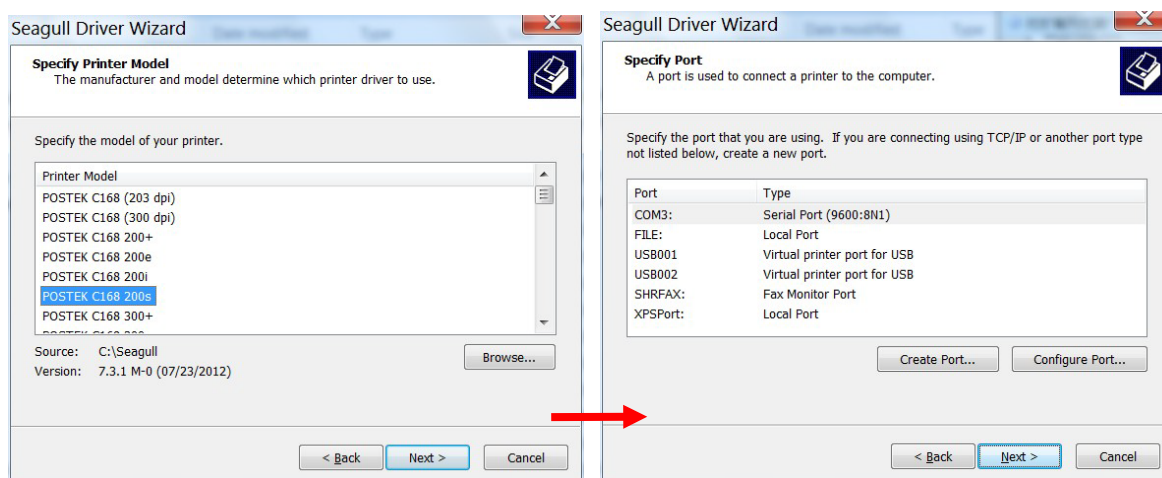 Seagull Driver Wizard
Specify Printer Model
The manufacturer and model determine which printer driver to use.
Specify the model of your printer.
Printer Model
POSTEK C168 (203 dpi)
POSTEK C168 (300 dpi)
POSTEK C168 200+
POSTEK C168 200e
POSTEK C168 200i
POSTEK C168 200s
POSTEK C168 300+
Source: C:\Seagull
Version: 7.3.1 M-0 (07/23/2012)
Browse...
< Back Next > Cancel
Seagull Driver Wizard
Specify Port
A port is used to connect a printer to the computer.
Specify the port that you are using. If you are connecting using TCP/IP or another port type
not listed below, create a new port.
Port Type
COM3: Serial Port (9600:8N1)
FILE: Local Port
USB001 Virtual printer port for USB
USB002 Virtual printer port for USB
SHRFAX: Fax Monitor Port
XPSPort: Local Port
Create Port... Configure Port...
< Back Next > Cancel